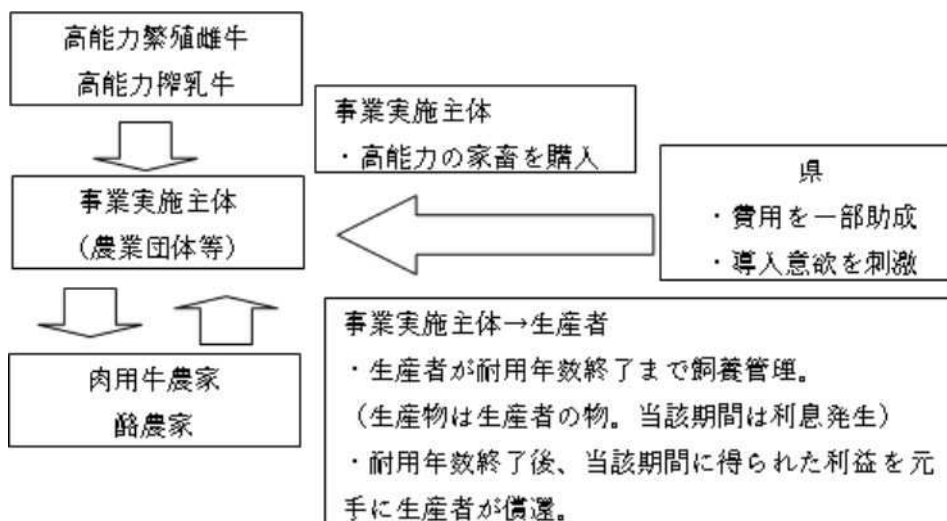 高能力繁殖雌牛
高能力搾乳牛
事業実施主体
・高能力の家畜を購入
県
・費用を一部助成
・導入意欲を刺激
事業実施主体
(農業団体等)
肉用牛農家
酪農家
事業実施主体→生産者
・生産者が耐用年数終了まで飼養管理。
（生産物は生産者の物。当該期間は利息発生）
・耐用年数終了後、当該期間に得られた利益を元
手に生産者が償還。